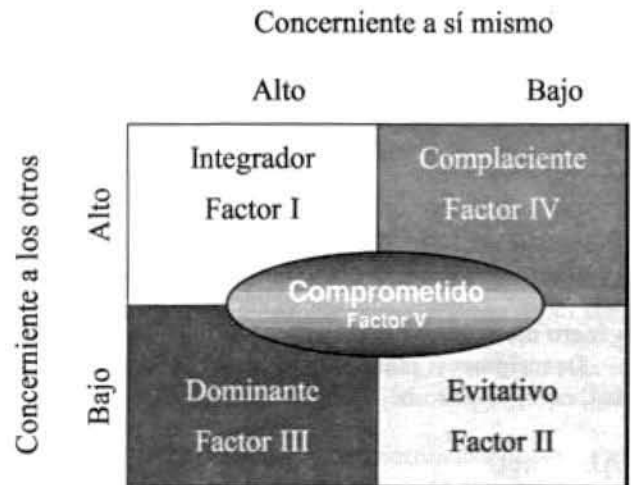 Concerniente a sí mismo
Alto Bajo
Concerniente a los otros
Alto
Integrador
Factor I
Complaciente
Factor IV
Comprometido
Factor V
Bajo
Dominante
Factor III
Evitativo
Factor II